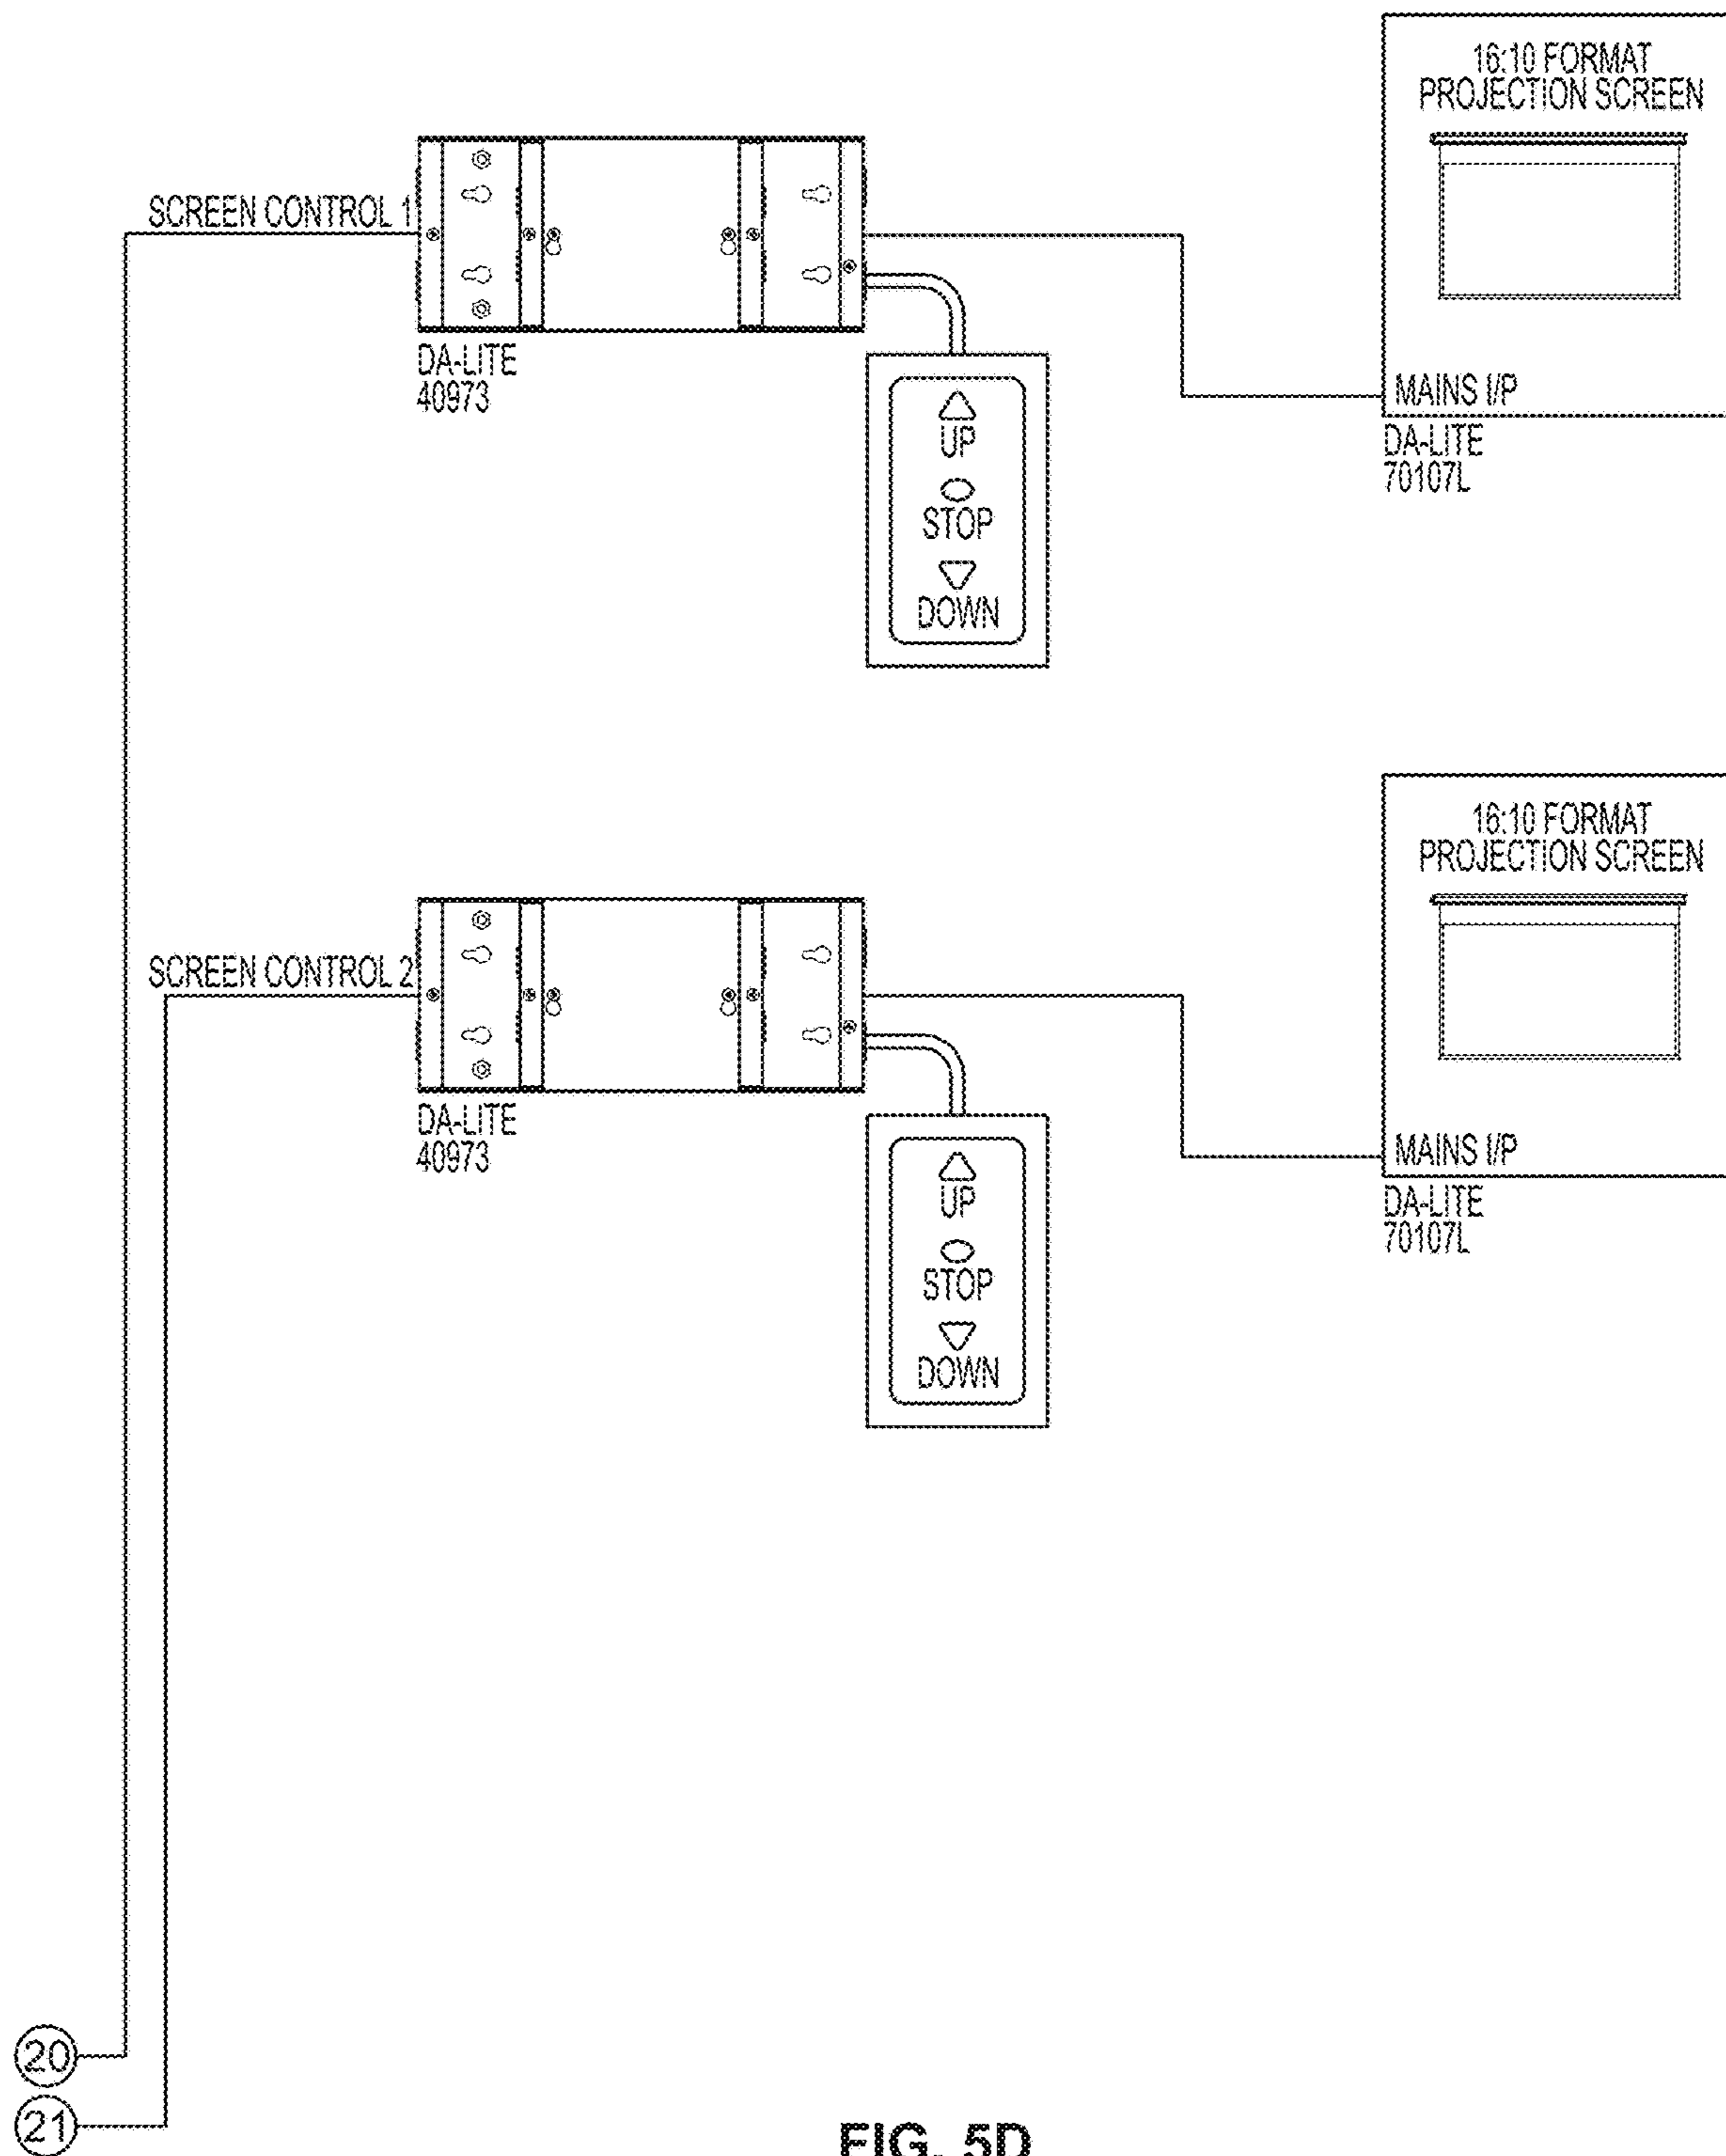 16:10 FORMAT
PROJECTION SCREEN
SCREEN CONTROL 1
DA-LITE
40973
MAINS I/P
DA-LITE
70107L
UP
STOP
DOWN
16:10 FORMAT
PROJECTION SCREEN
SCREEN CONTROL 2
DA-LITE
40973
MAINS I/P
DA-LITE
70107L
UP
STOP
DOWN
20
21
FIG. 5D